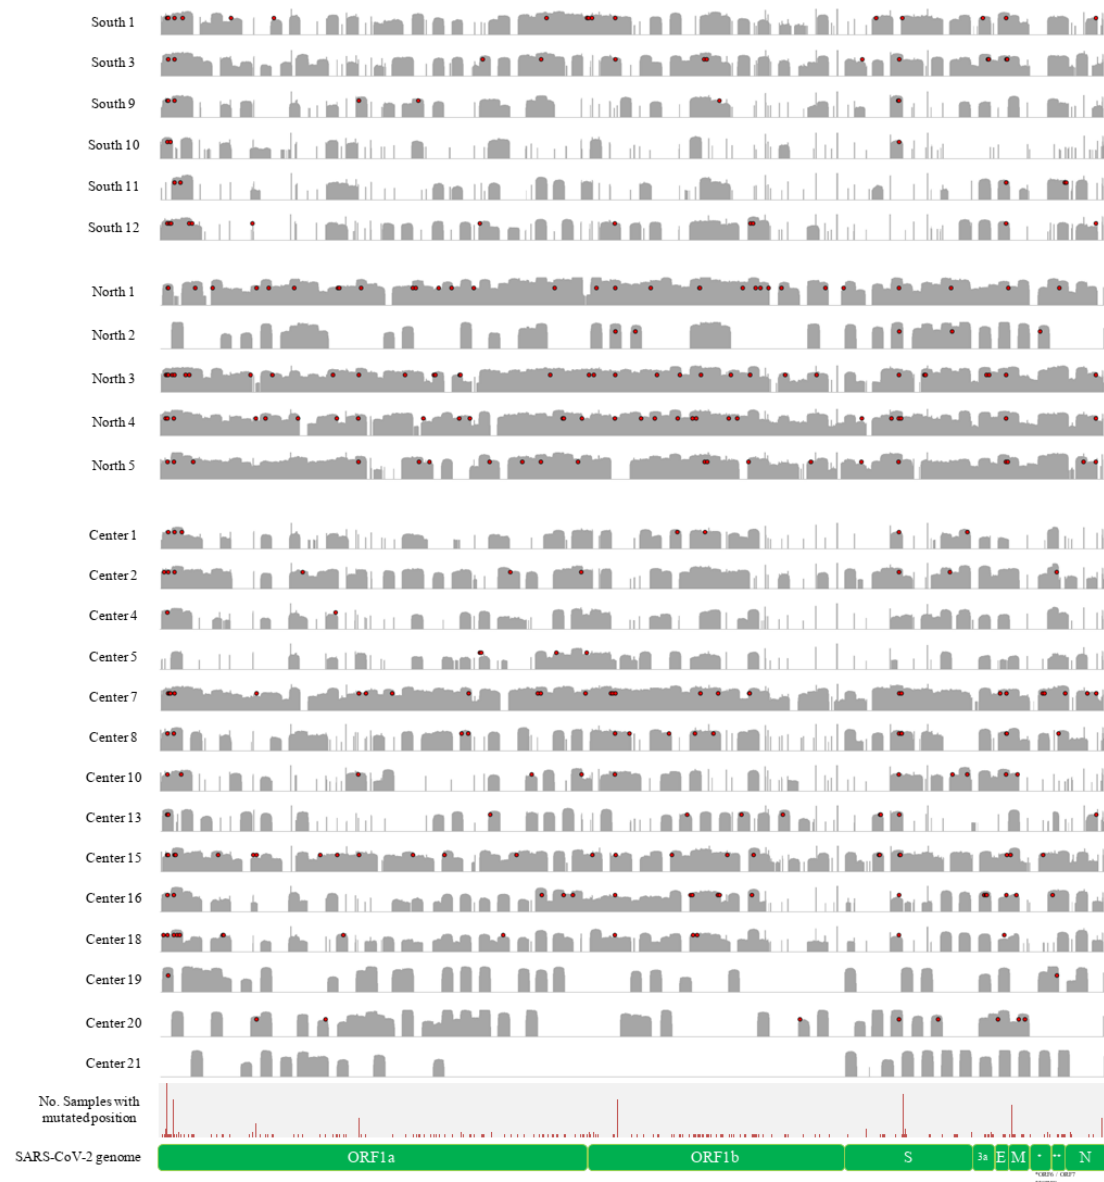 South 1
South 3
South 9
South 10
South 11
South 12
North 1
North 2
North 3
North 4
North 5
Center 1
Center 2
Center 4
Center 5
Center 7
Center 8
Center 10
Center 13
Center 15
Center 16
Center 18
Center 19
Center 20
Center 21
No. Samples with
mutated position
SARS-CoV-2 genome
ORF1a ORF1b S 3a E M * ** N
*ORF6 / ORF7